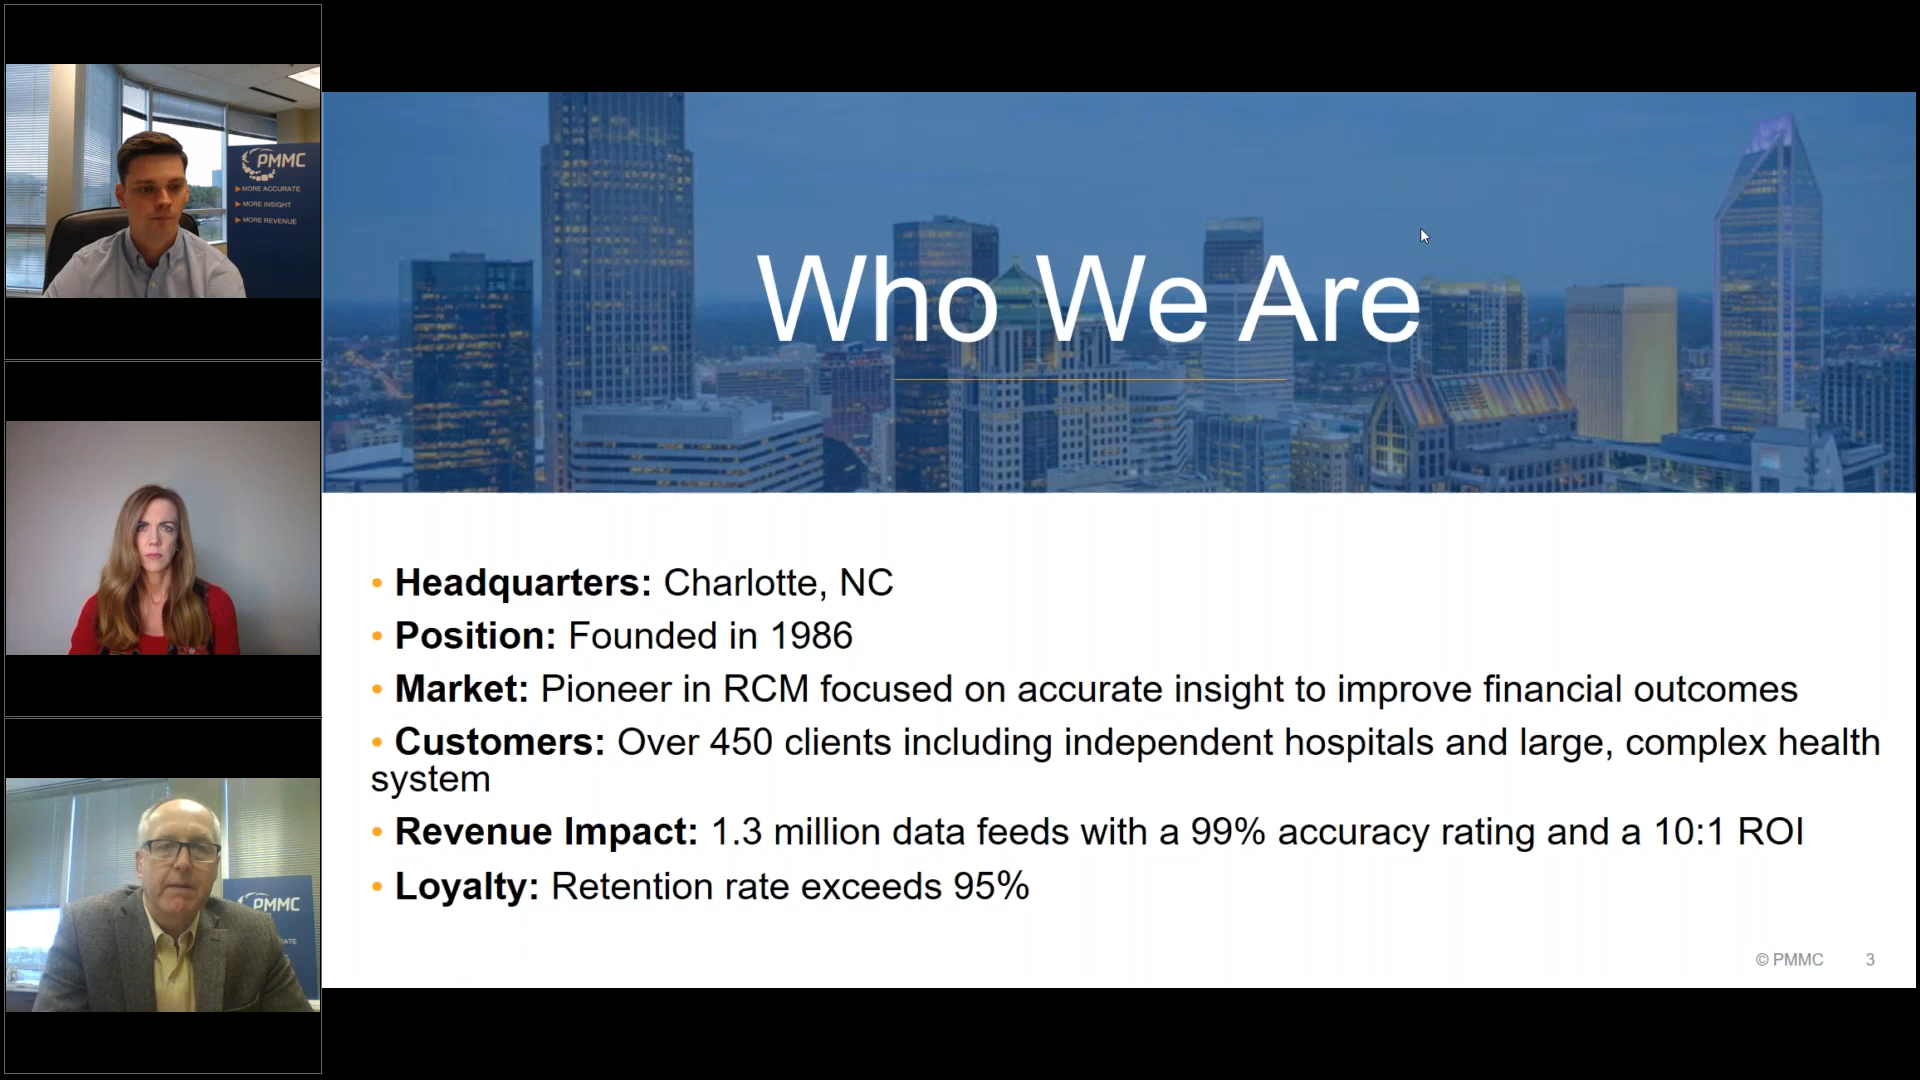 PMMC
MORE ACCURATE
MORE INSIGHT
MORE REVENUE
PMMC
Who We Are
• Headquarters: Charlotte, NC
• Position: Founded in 1986
• Market: Pioneer in RCM focused on accurate insight to improve financial outcomes
• Customers: Over 450 clients including independent hospitals and large, complex health
system
• Revenue Impact: 1.3 million data feeds with a 99% accuracy rating and a 10:1 ROI
• Loyalty: Retention rate exceeds 95%
© PMMC 3